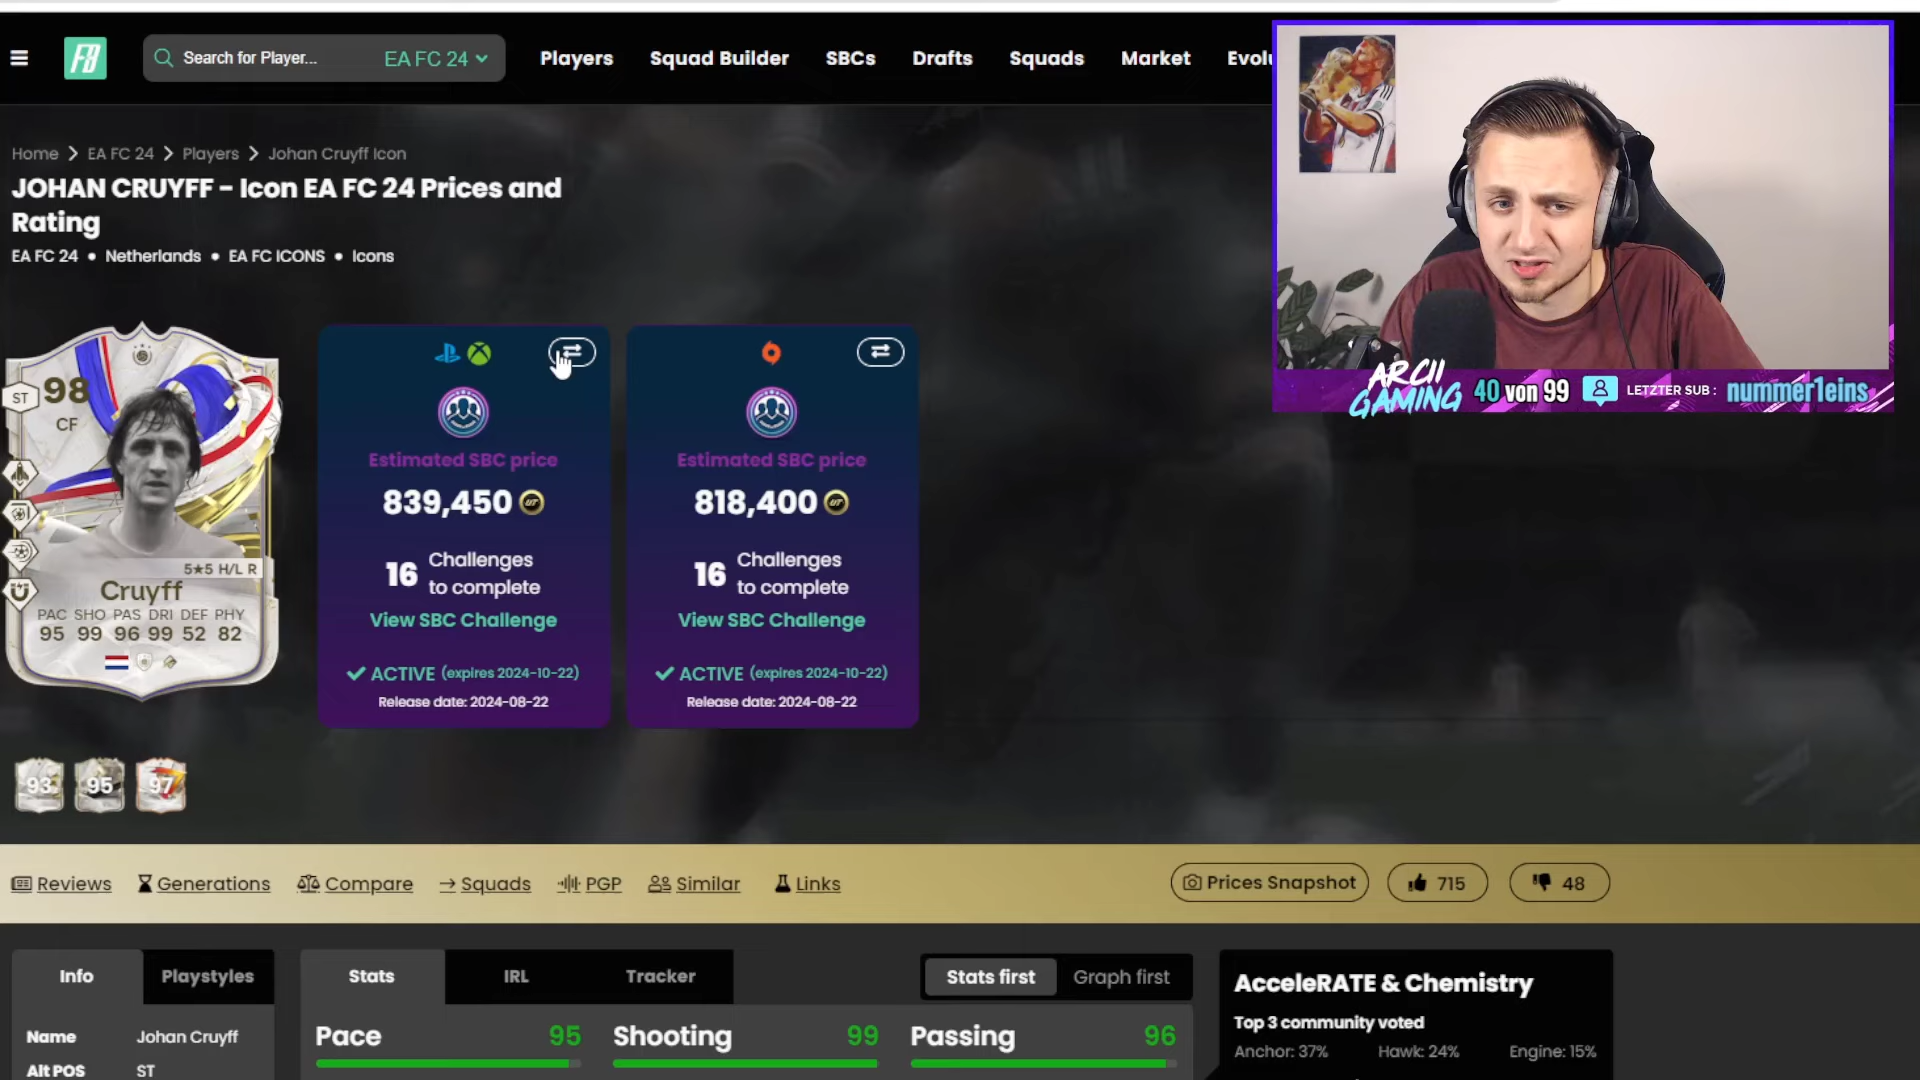 Search for Player...
EA FC 24
Players
Squad Builder
SBCs
Drafts
Squads
Market
Home > EA FC 24 > Players > Johan Cruyff Icon
JOHAN CRUYFF - Icon EA FC 24 Prices and
Rating
EA FC 24 • Netherlands • EA FC ICONS • Icons
ARCII
GAMING
40 von 99
LETZTER SUB :
nummer1eins
98
ST
CF
5★5 H/L R
Cruyff
PAC SHO PAS DRI DEF PHY
95 99 96 99 52 82
Estimated SBC price
839,450
16 Challenges
to complete
View SBC Challenge
ACTIVE (expires 2024-10-22)
Release date: 2024-08-22
Estimated SBC price
818,400
16 Challenges
to complete
View SBC Challenge
ACTIVE (expires 2024-10-22)
Release date: 2024-08-22
93
95
97
Reviews
Generations
Compare
Squads
PGP
Similar
Links
Prices Snapshot
715
48
Info
Playstyles
Name Johan Cruyff
Alt POS ST
Stats
IRL
Tracker
Stats first
Graph first
Pace 95
Shooting 99
Passing 96
AcceleRATE & Chemistry
Top 3 community voted
Anchor: 37% Hawk: 24% Engine: 15%